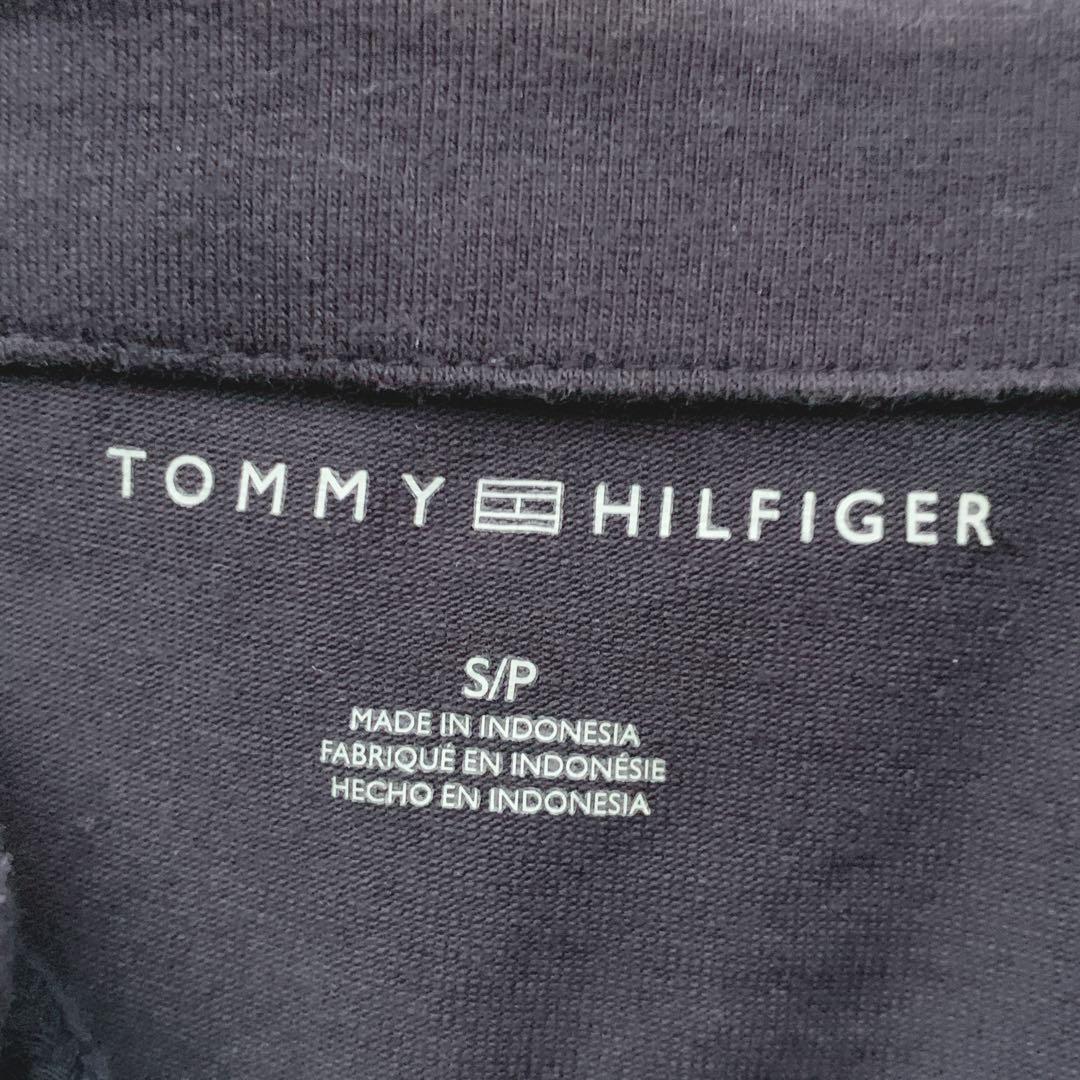 TOMMY HILFIGER
S/P
MADE IN INDONESIA
FABRIQUÉ EN INDONÉSIE
HECHO EN INDONESIA